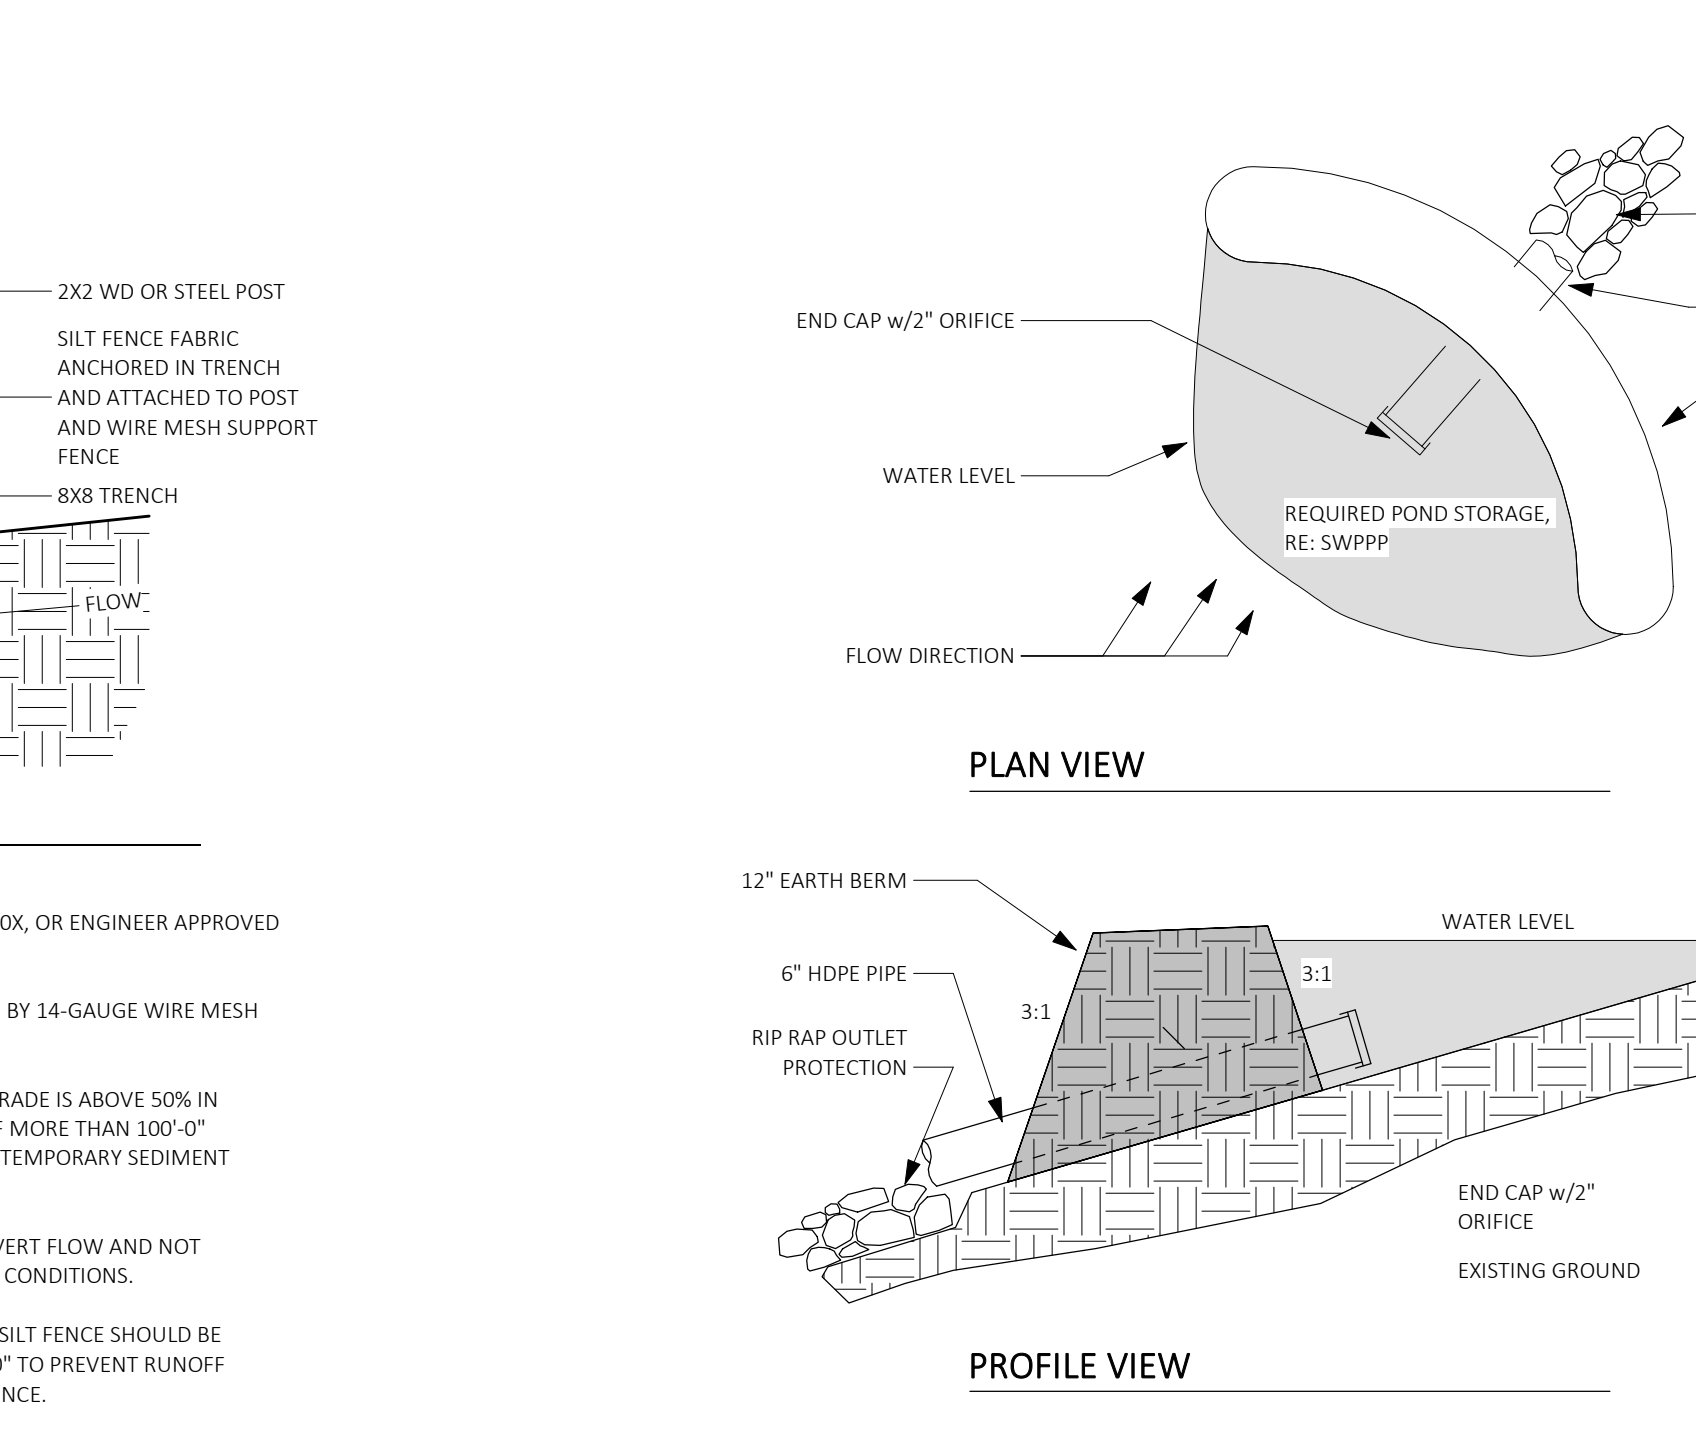 2X2 WD OR STEEL POST
SILT FENCE FABRIC
ANCHORED IN TRENCH
AND ATTACHED TO POST
AND WIRE MESH SUPPORT
FENCE
8X8 TRENCH
FLOW
0X, OR ENGINEER APPROVED
BY 14-GAUGE WIRE MESH
RADE IS ABOVE 50% IN
MORE THAN 100'-0"
TEMPORARY SEDIMENT
VERT FLOW AND NOT
CONDITIONS.
SILT FENCE SHOULD BE
0" TO PREVENT RUNOFF
NCE.
END CAP w/2" ORIFICE
WATER LEVEL
REQUIRED POND STORAGE,
RE: SWPPP
FLOW DIRECTION
PLAN VIEW
12" EARTH BERM
WATER LEVEL
6" HDPE PIPE
3:1
3:1
RIP RAP OUTLET
PROTECTION
END CAP w/2"
ORIFICE
EXISTING GROUND
PROFILE VIEW